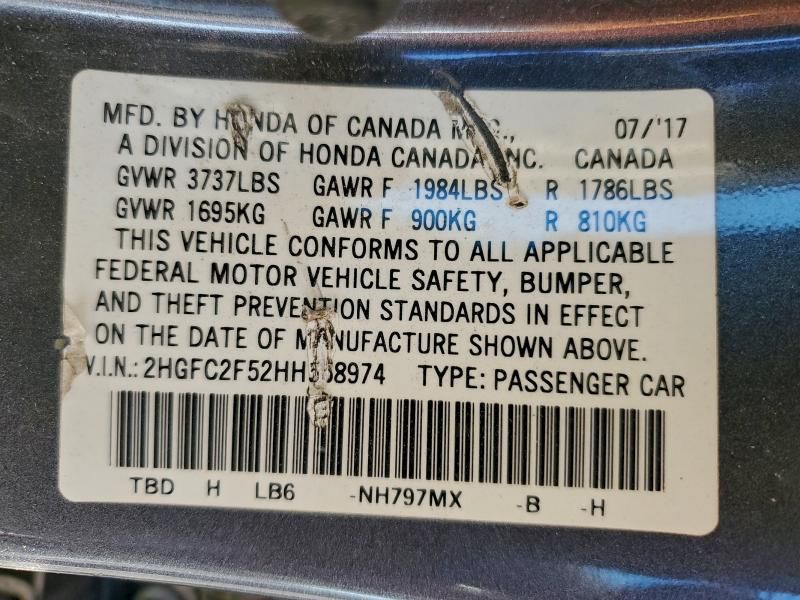 MFD. BY HONDA OF CANADA 07/'17
A DIVISION OF HONDA CANADA INC. CANADA
GVWR 3737LBS GAWR F 1984LBS R 1786LBS
GVWR 1695KG GAWR F 900KG R 810KG
THIS VEHICLE CONFORMS TO ALL APPLICABLE
FEDERAL MOTOR VEHICLE SAFETY, BUMPER,
AND THEFT PREVENTION STANDARDS IN EFFECT
ON THE DATE OF MANUFACTURE SHOWN ABOVE.
V.I.N.: TYPE: PASSENGER CAR
TBD H LB6 -NH797MX -B -H